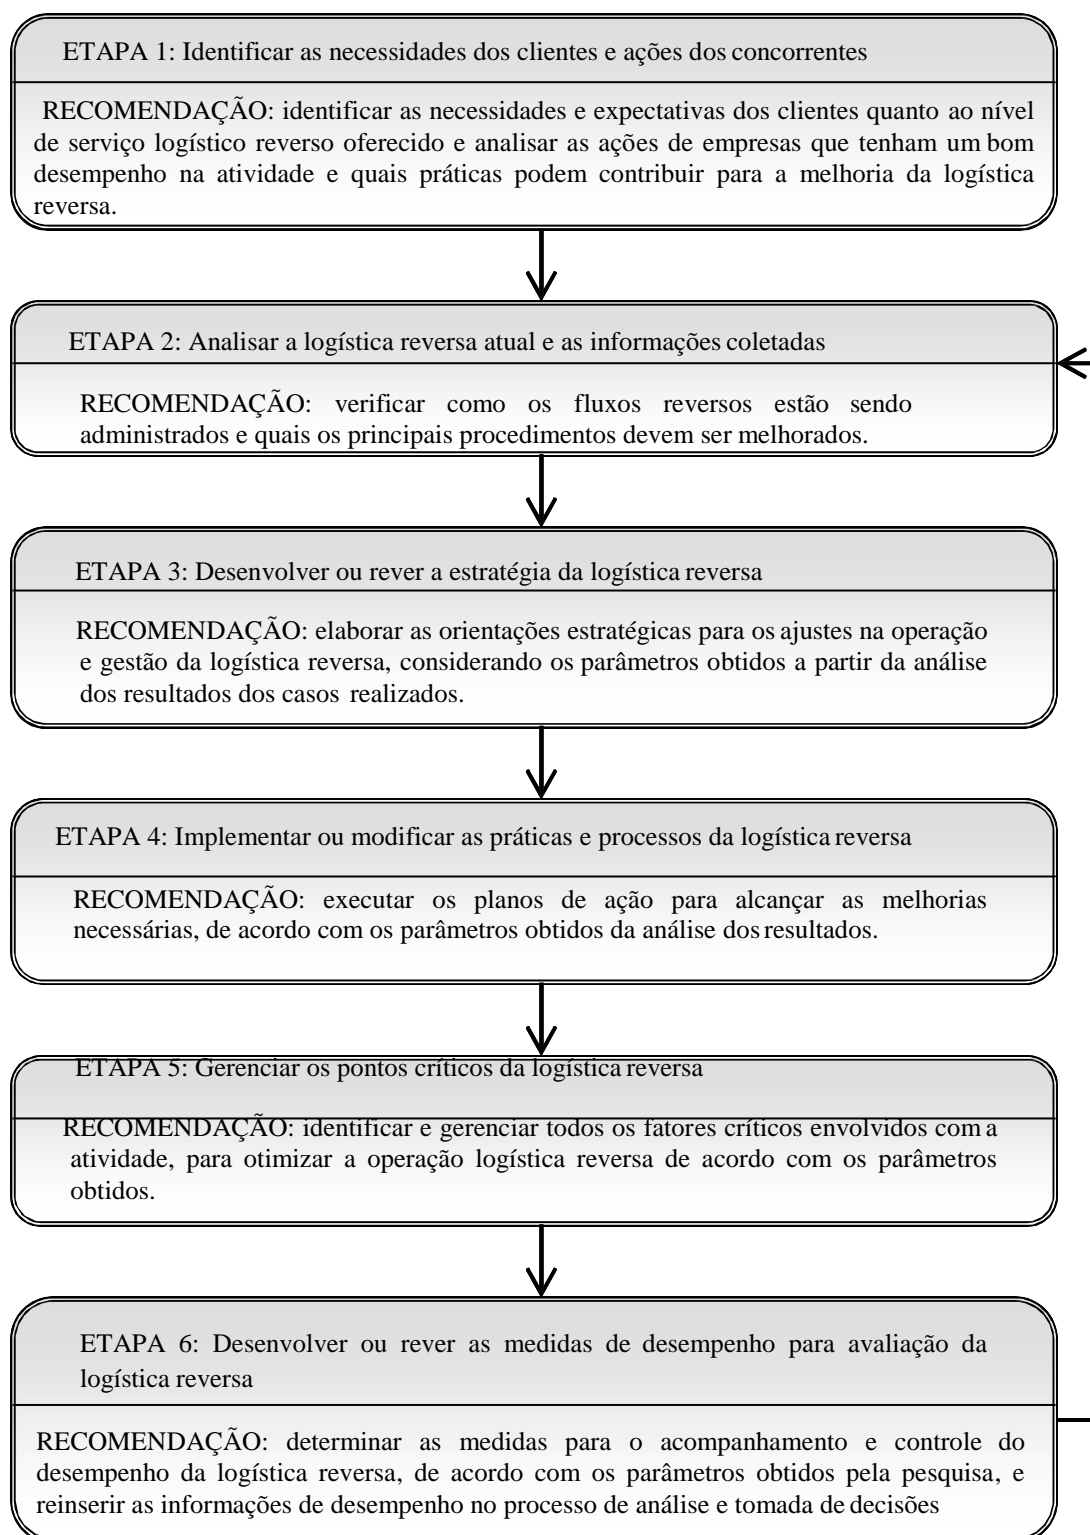 ETAPA 1: Identificar as necessidades dos clientes e ações dos concorrentes
RECOMENDAÇÃO: identificar as necessidades e expectativas dos clientes quanto ao nível
de serviço logístico reverso oferecido e analisar as ações de empresas que tenham um bom
desempenho na atividade e quais práticas podem contribuir para a melhoria da logística
reversa.
ETAPA 2: Analisar a logística reversa atual e as informações coletadas
RECOMENDAÇÃO: verificar como os fluxos reversos estão sendo
administrados e quais os principais procedimentos devem ser melhorados.
ETAPA 3: Desenvolver ou rever a estratégia da logística reversa
RECOMENDAÇÃO: elaborar as orientações estratégicas para os ajustes na operação
e gestão da logística reversa, considerando os parâmetros obtidos a partir da análise
dos resultados dos casos realizados.
ETAPA 4: Implementar ou modificar as práticas e processos da logística reversa
RECOMENDAÇÃO: executar os planos de ação para alcançar as melhorias
necessárias, de acordo com os parâmetros obtidos da análise dos resultados.
ETAPA 5: Gerenciar os pontos críticos da logística reversa
RECOMENDAÇÃO: identificar e gerenciar todos os fatores críticos envolvidos com a
atividade, para otimizar a operação logística reversa de acordo com os parâmetros
obtidos.
ETAPA 6: Desenvolver ou rever as medidas de desempenho para avaliação da
logística reversa
RECOMENDAÇÃO: determinar as medidas para o acompanhamento e controle do
desempenho da logística reversa, de acordo com os parâmetros obtidos pela pesquisa, e
reinserir as informações de desempenho no processo de análise e tomada de decisões